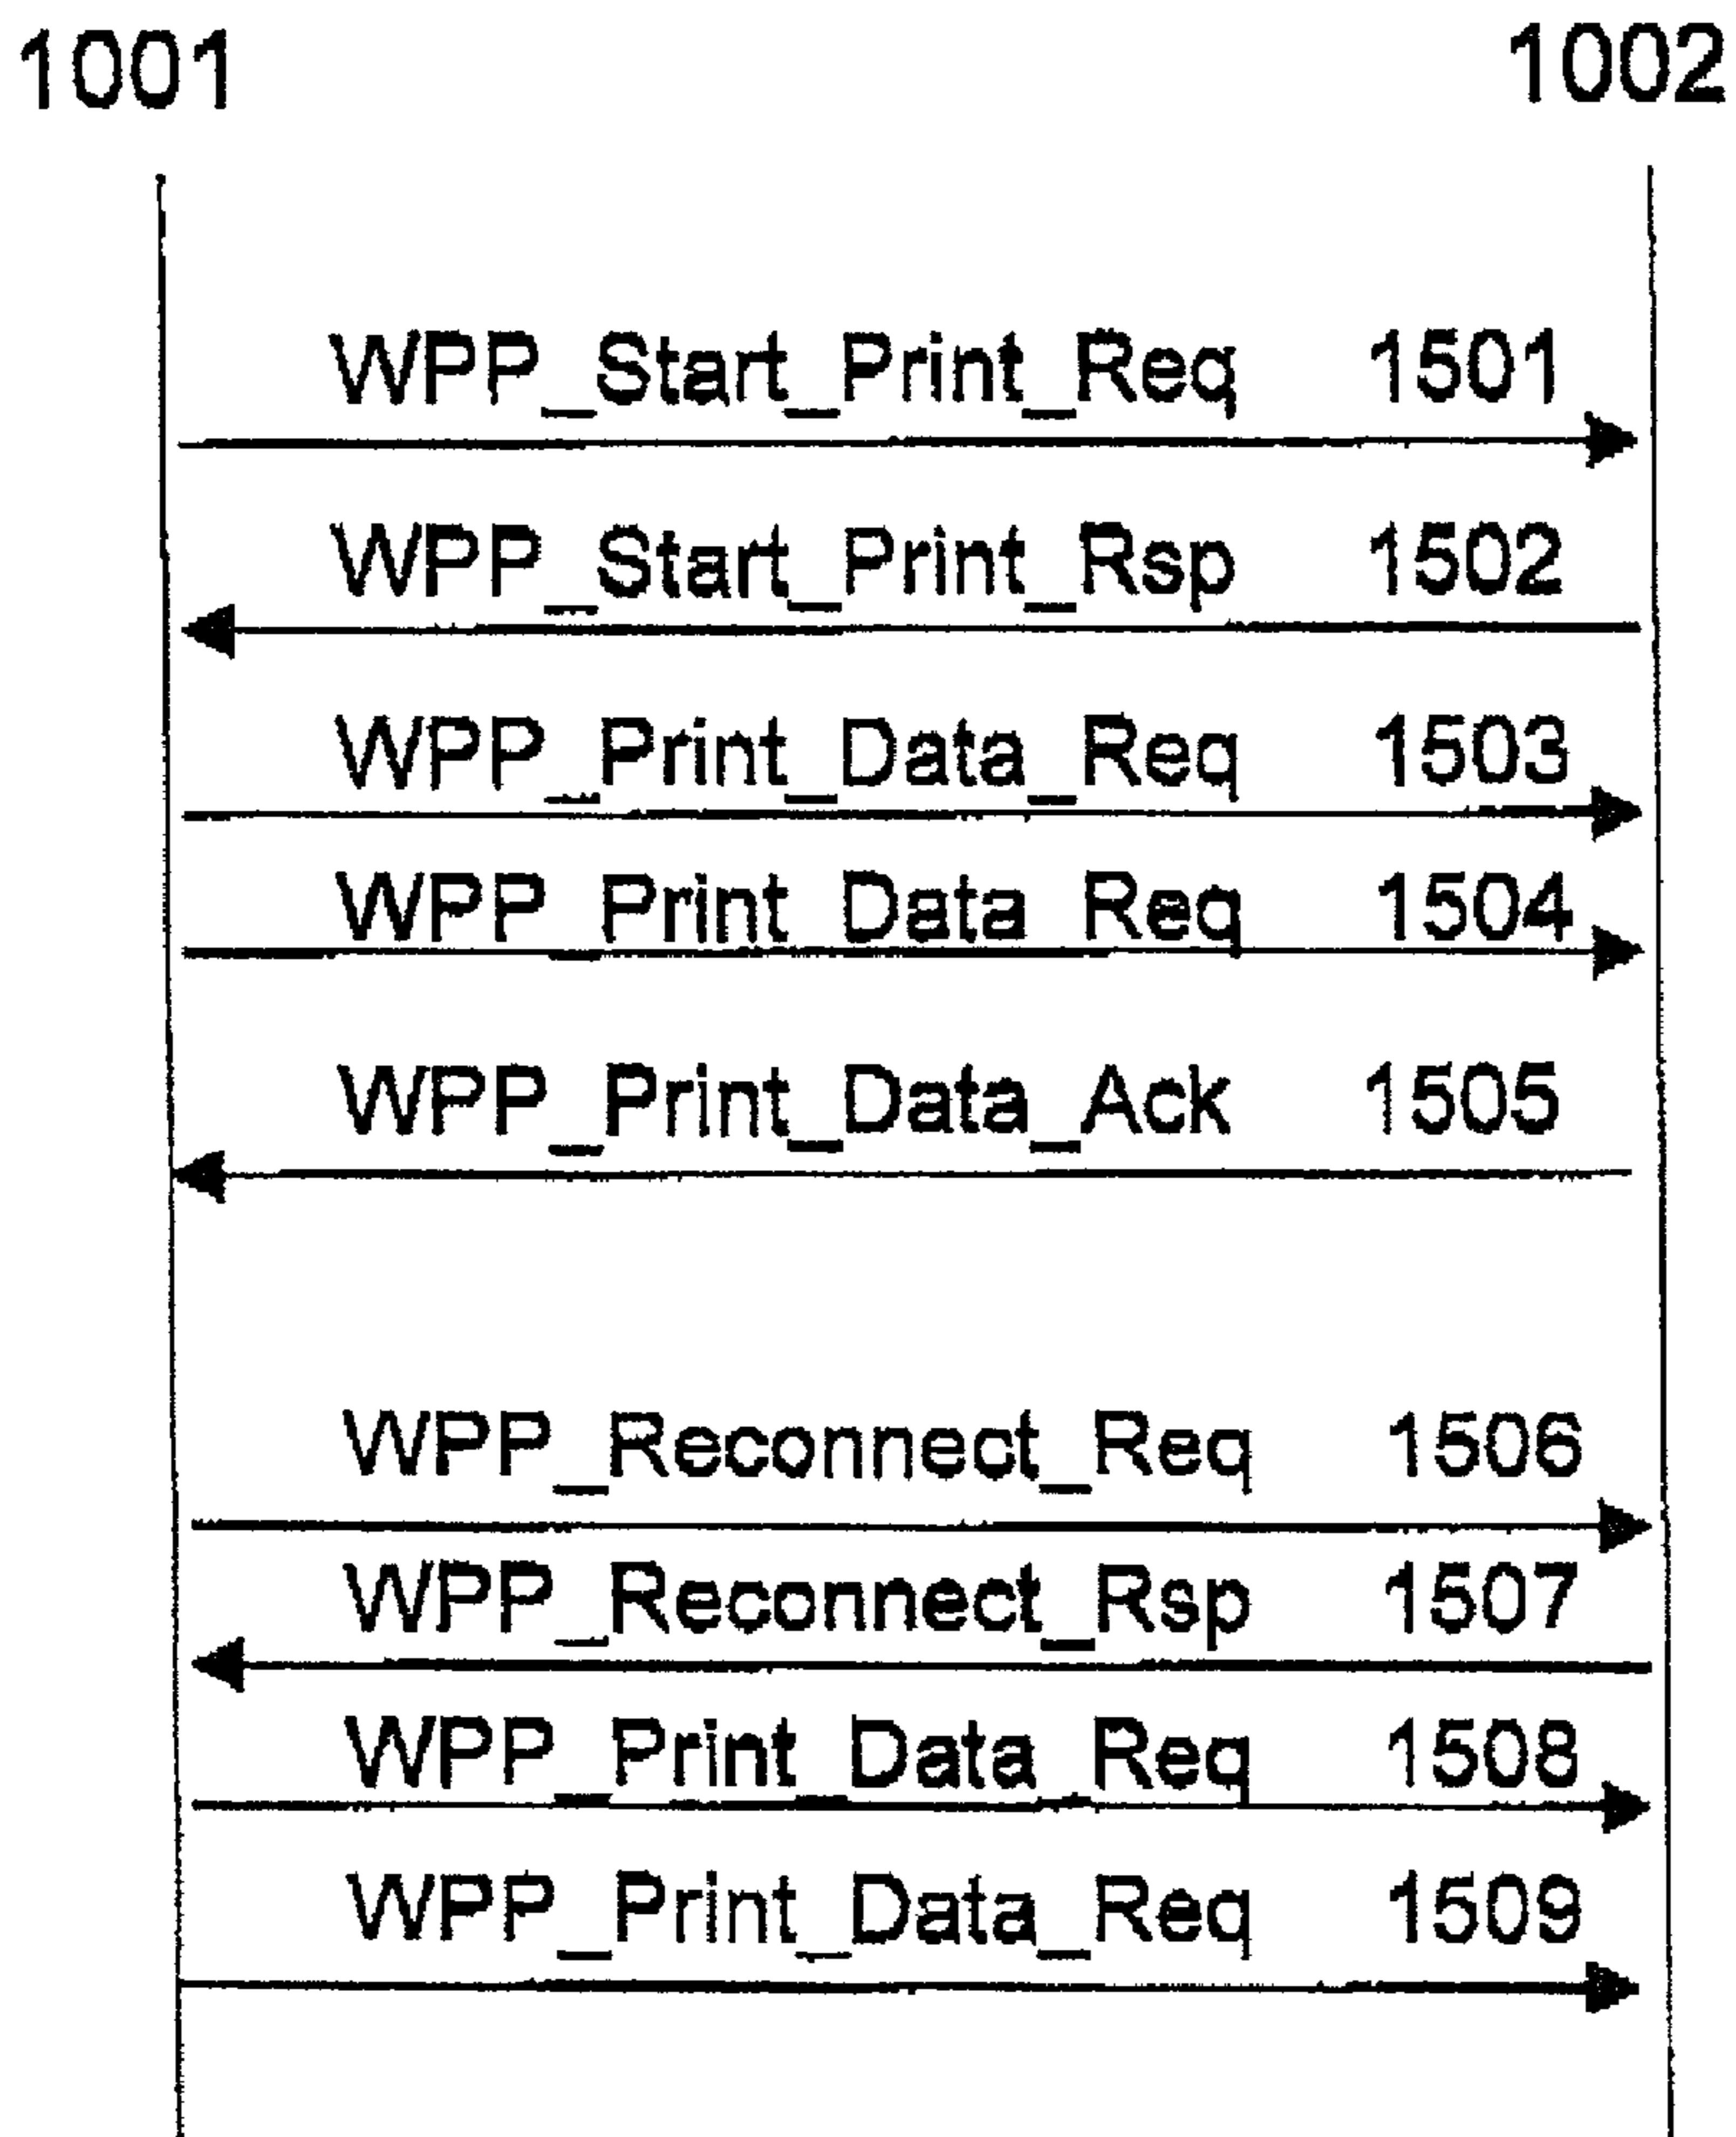 1001 1002
WPP_Start_Print_Req 1501
WPP_Start_Print_Rsp 1502
WPP_Print_Data_Req 1503
WPP_Print_Data_Req 1504
WPP_Print_Data_Ack 1505
WPP_Reconnect_Req 1506
WPP_Reconnect_Rsp 1507
WPP_Print_Data_Req 1508
WPP_Print_Data_Req 1509